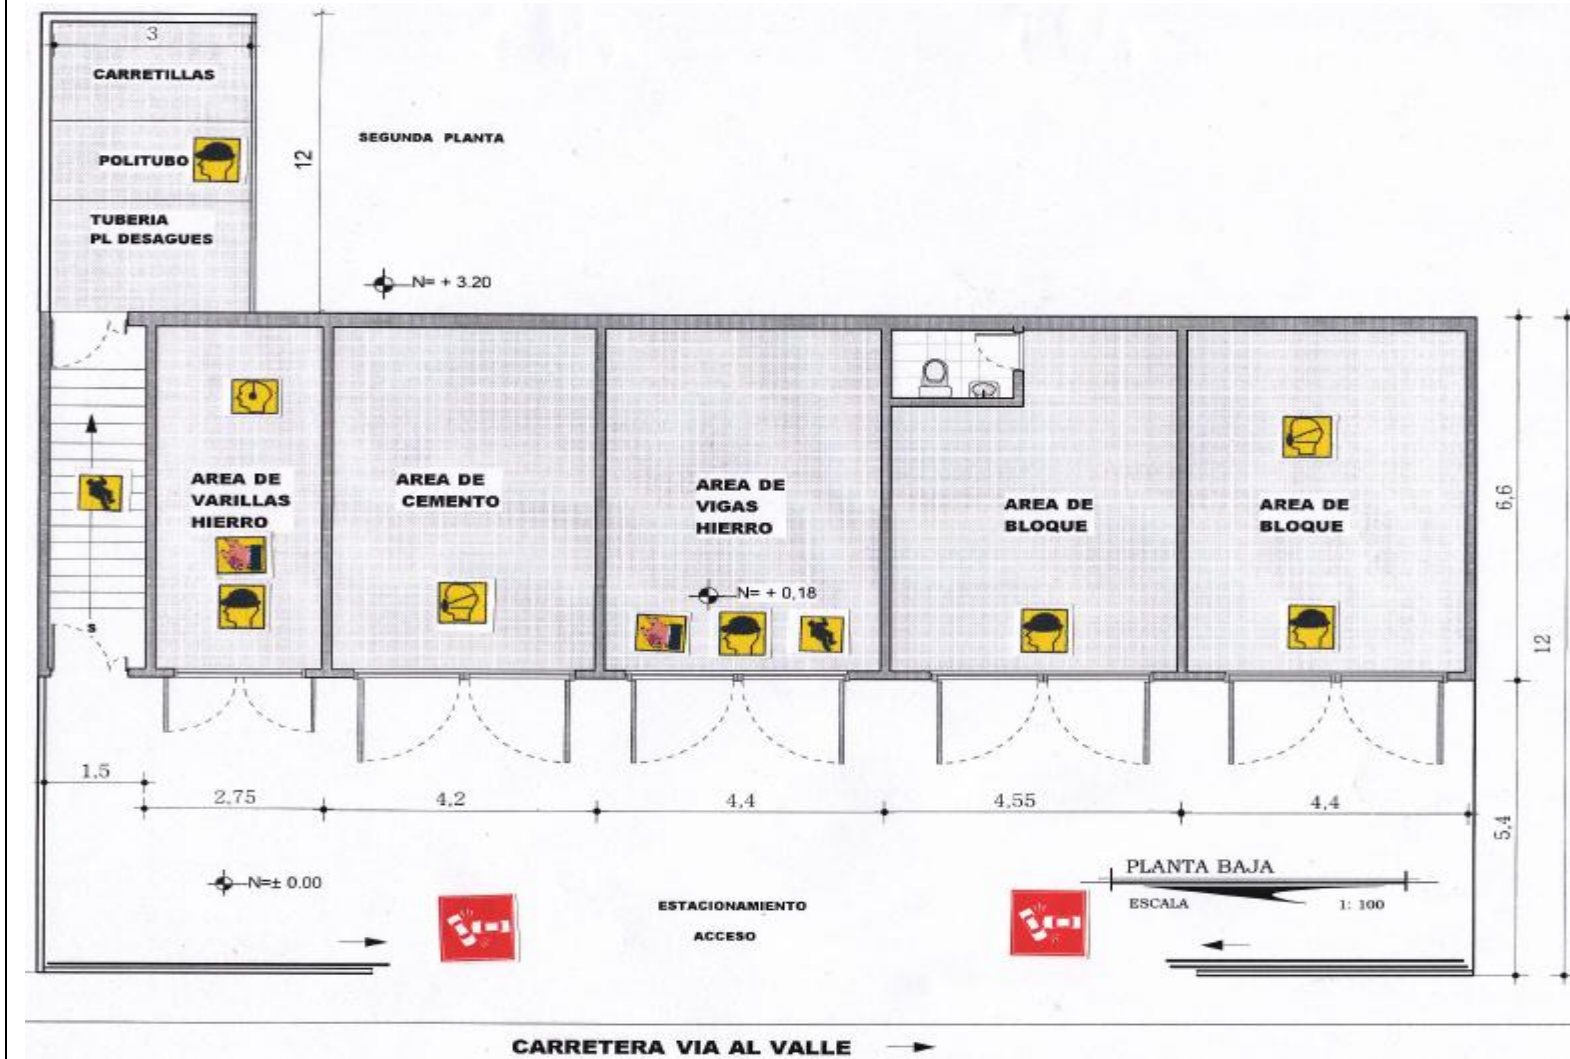 3
CARRETILLAS
POLITUBO
TUBERIA
PL DESAGUES
12
SEGUNDA PLANTA
N= + 3.20
AREA DE
VARILLAS
HIERRO
AREA DE
CEMENTO
AREA DE
VIGAS
HIERRO
N= + 0,18
AREA DE
BLOQUE
AREA DE
BLOQUE
S
6,6
12
5,4
1,5
2,75
4,2
4,4
4,55
4,4
N=± 0.00
ESTACIONAMIENTO
ACCESO
PLANTA BAJA
ESCALA
1: 100
CARRETERA VIA AL VALLE